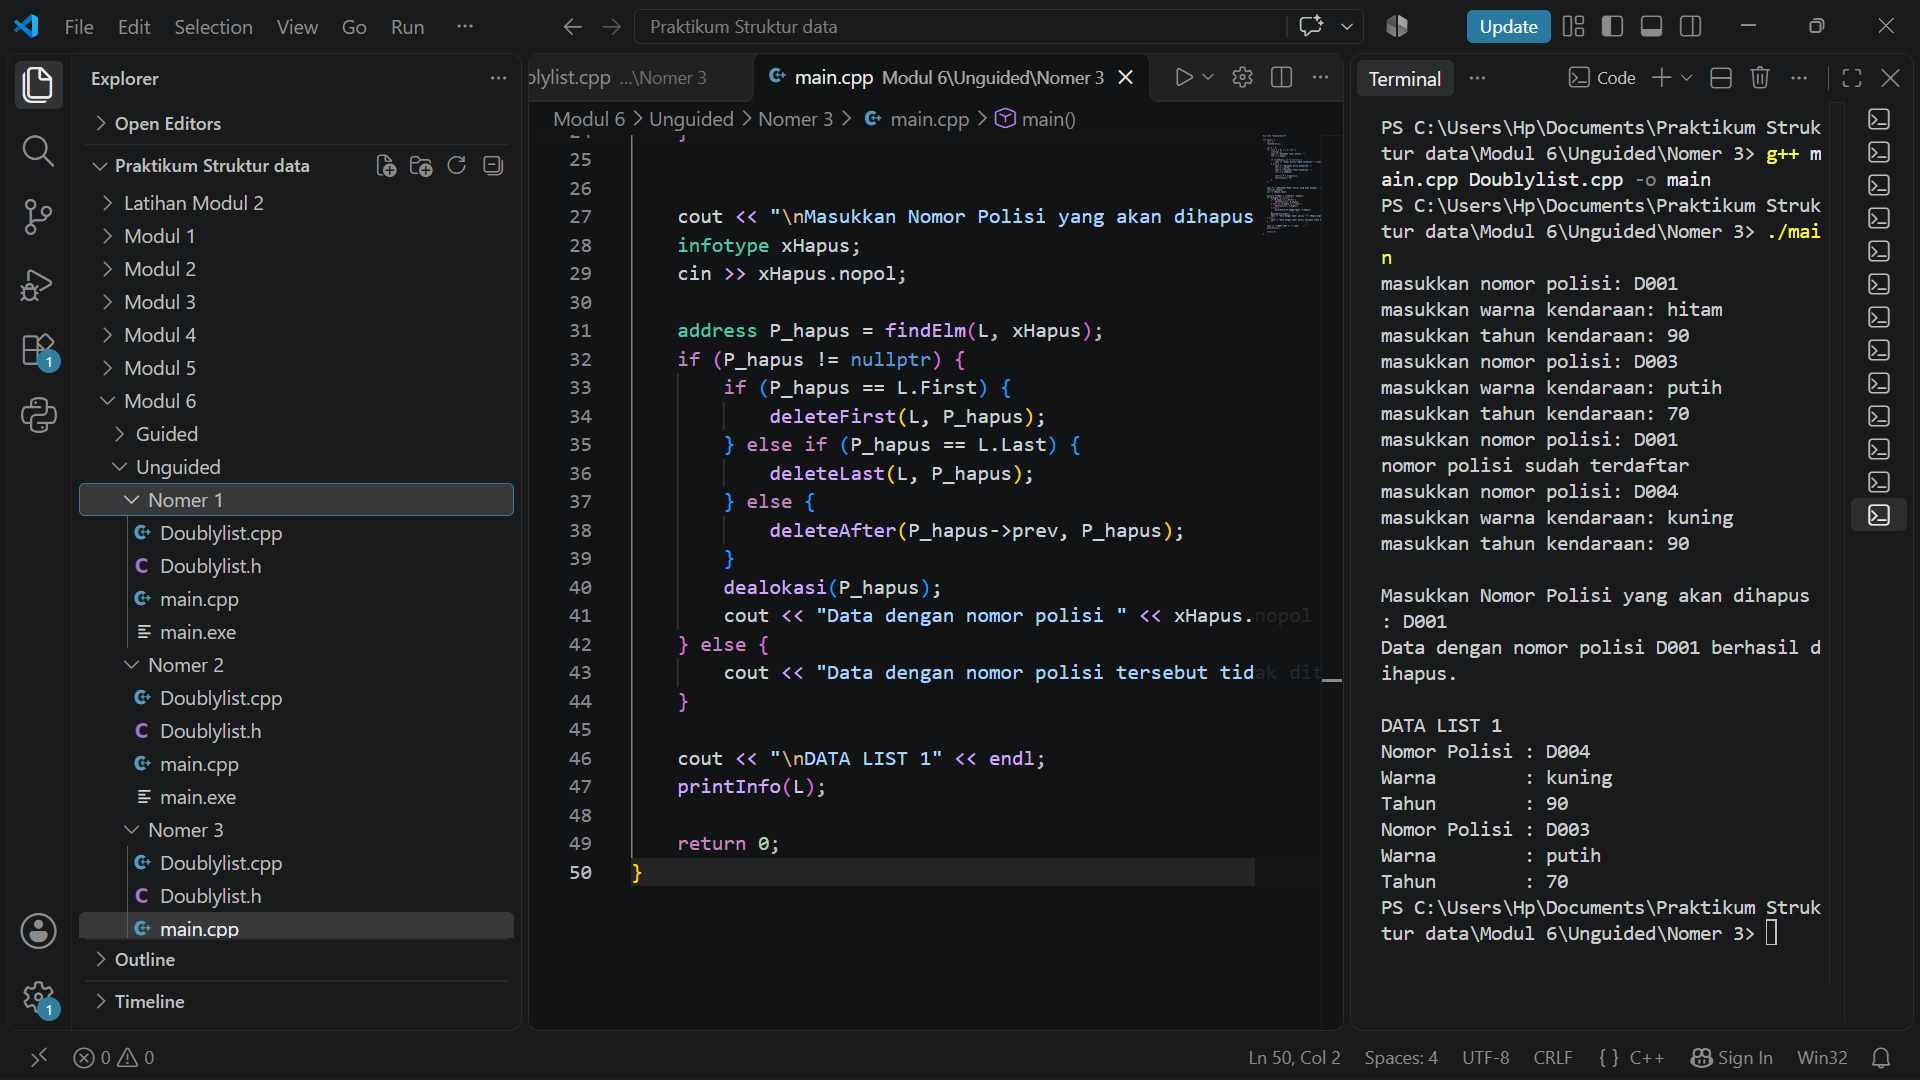 File Edit Selection View Go Run ···
Praktikum Struktur data
Update
Explorer
Open Editors
Praktikum Struktur data
Latihan Modul 2
Modul 1
Modul 2
Modul 3
Modul 4
Modul 5
Modul 6
Guided
Unguided
Nomer 1
Doublylist.cpp
Doublylist.h
main.cpp
main.exe
Nomer 2
Doublylist.cpp
Doublylist.h
main.cpp
main.exe
Nomer 3
Doublylist.cpp
Doublylist.h
main.cpp
Outline
Timeline
1
1
blylist.cpp ...\Nomer 3
main.cpp Modul 6\Unguided\Nomer 3
Modul 6 > Unguided > Nomer 3 > main.cpp > main()
25
26
27 cout << "\nMasukkan Nomor Polisi yang akan dihapus
28 infotype xHapus;
29 cin >> xHapus.nopol;
30
31 address P_hapus = findElm(L, xHapus);
32 if (P_hapus != nullptr) {
33 if (P_hapus == L.First) {
34 deleteFirst(L, P_hapus);
35 } else if (P_hapus == L.Last) {
36 deleteLast(L, P_hapus);
37 } else {
38 deleteAfter(P_hapus->prev, P_hapus);
39 }
40 dealokasi(P_hapus);
41 cout << "Data dengan nomor polisi " << xHapus.nopol
42 } else {
43 cout << "Data dengan nomor polisi tersebut tidak dit
44 }
45
46 cout << "\nDATA LIST 1" << endl;
47 printInfo(L);
48
49 return 0;
50 }
Terminal
Code
PS C:\Users\Hp\Documents\Praktikum Struk
tur data\Modul 6\Unguided\Nomer 3> g++ m
ain.cpp Doublylist.cpp -o main
PS C:\Users\Hp\Documents\Praktikum Struk
tur data\Modul 6\Unguided\Nomer 3> ./mai
n
masukkan nomor polisi: D001
masukkan warna kendaraan: hitam
masukkan tahun kendaraan: 90
masukkan nomor polisi: D003
masukkan warna kendaraan: putih
masukkan tahun kendaraan: 70
masukkan nomor polisi: D001
nomor polisi sudah terdaftar
masukkan nomor polisi: D004
masukkan warna kendaraan: kuning
masukkan tahun kendaraan: 90
Masukkan Nomor Polisi yang akan dihapus
: D001
Data dengan nomor polisi D001 berhasil d
ihapus.
DATA LIST 1
Nomor Polisi : D004
Warna : kuning
Tahun : 90
Nomor Polisi : D003
Warna : putih
Tahun : 70
PS C:\Users\Hp\Documents\Praktikum Struk
tur data\Modul 6\Unguided\Nomer 3>
0 0
Ln 50, Col 2 Spaces: 4 UTF-8 CRLF {} C++ Sign In Win32